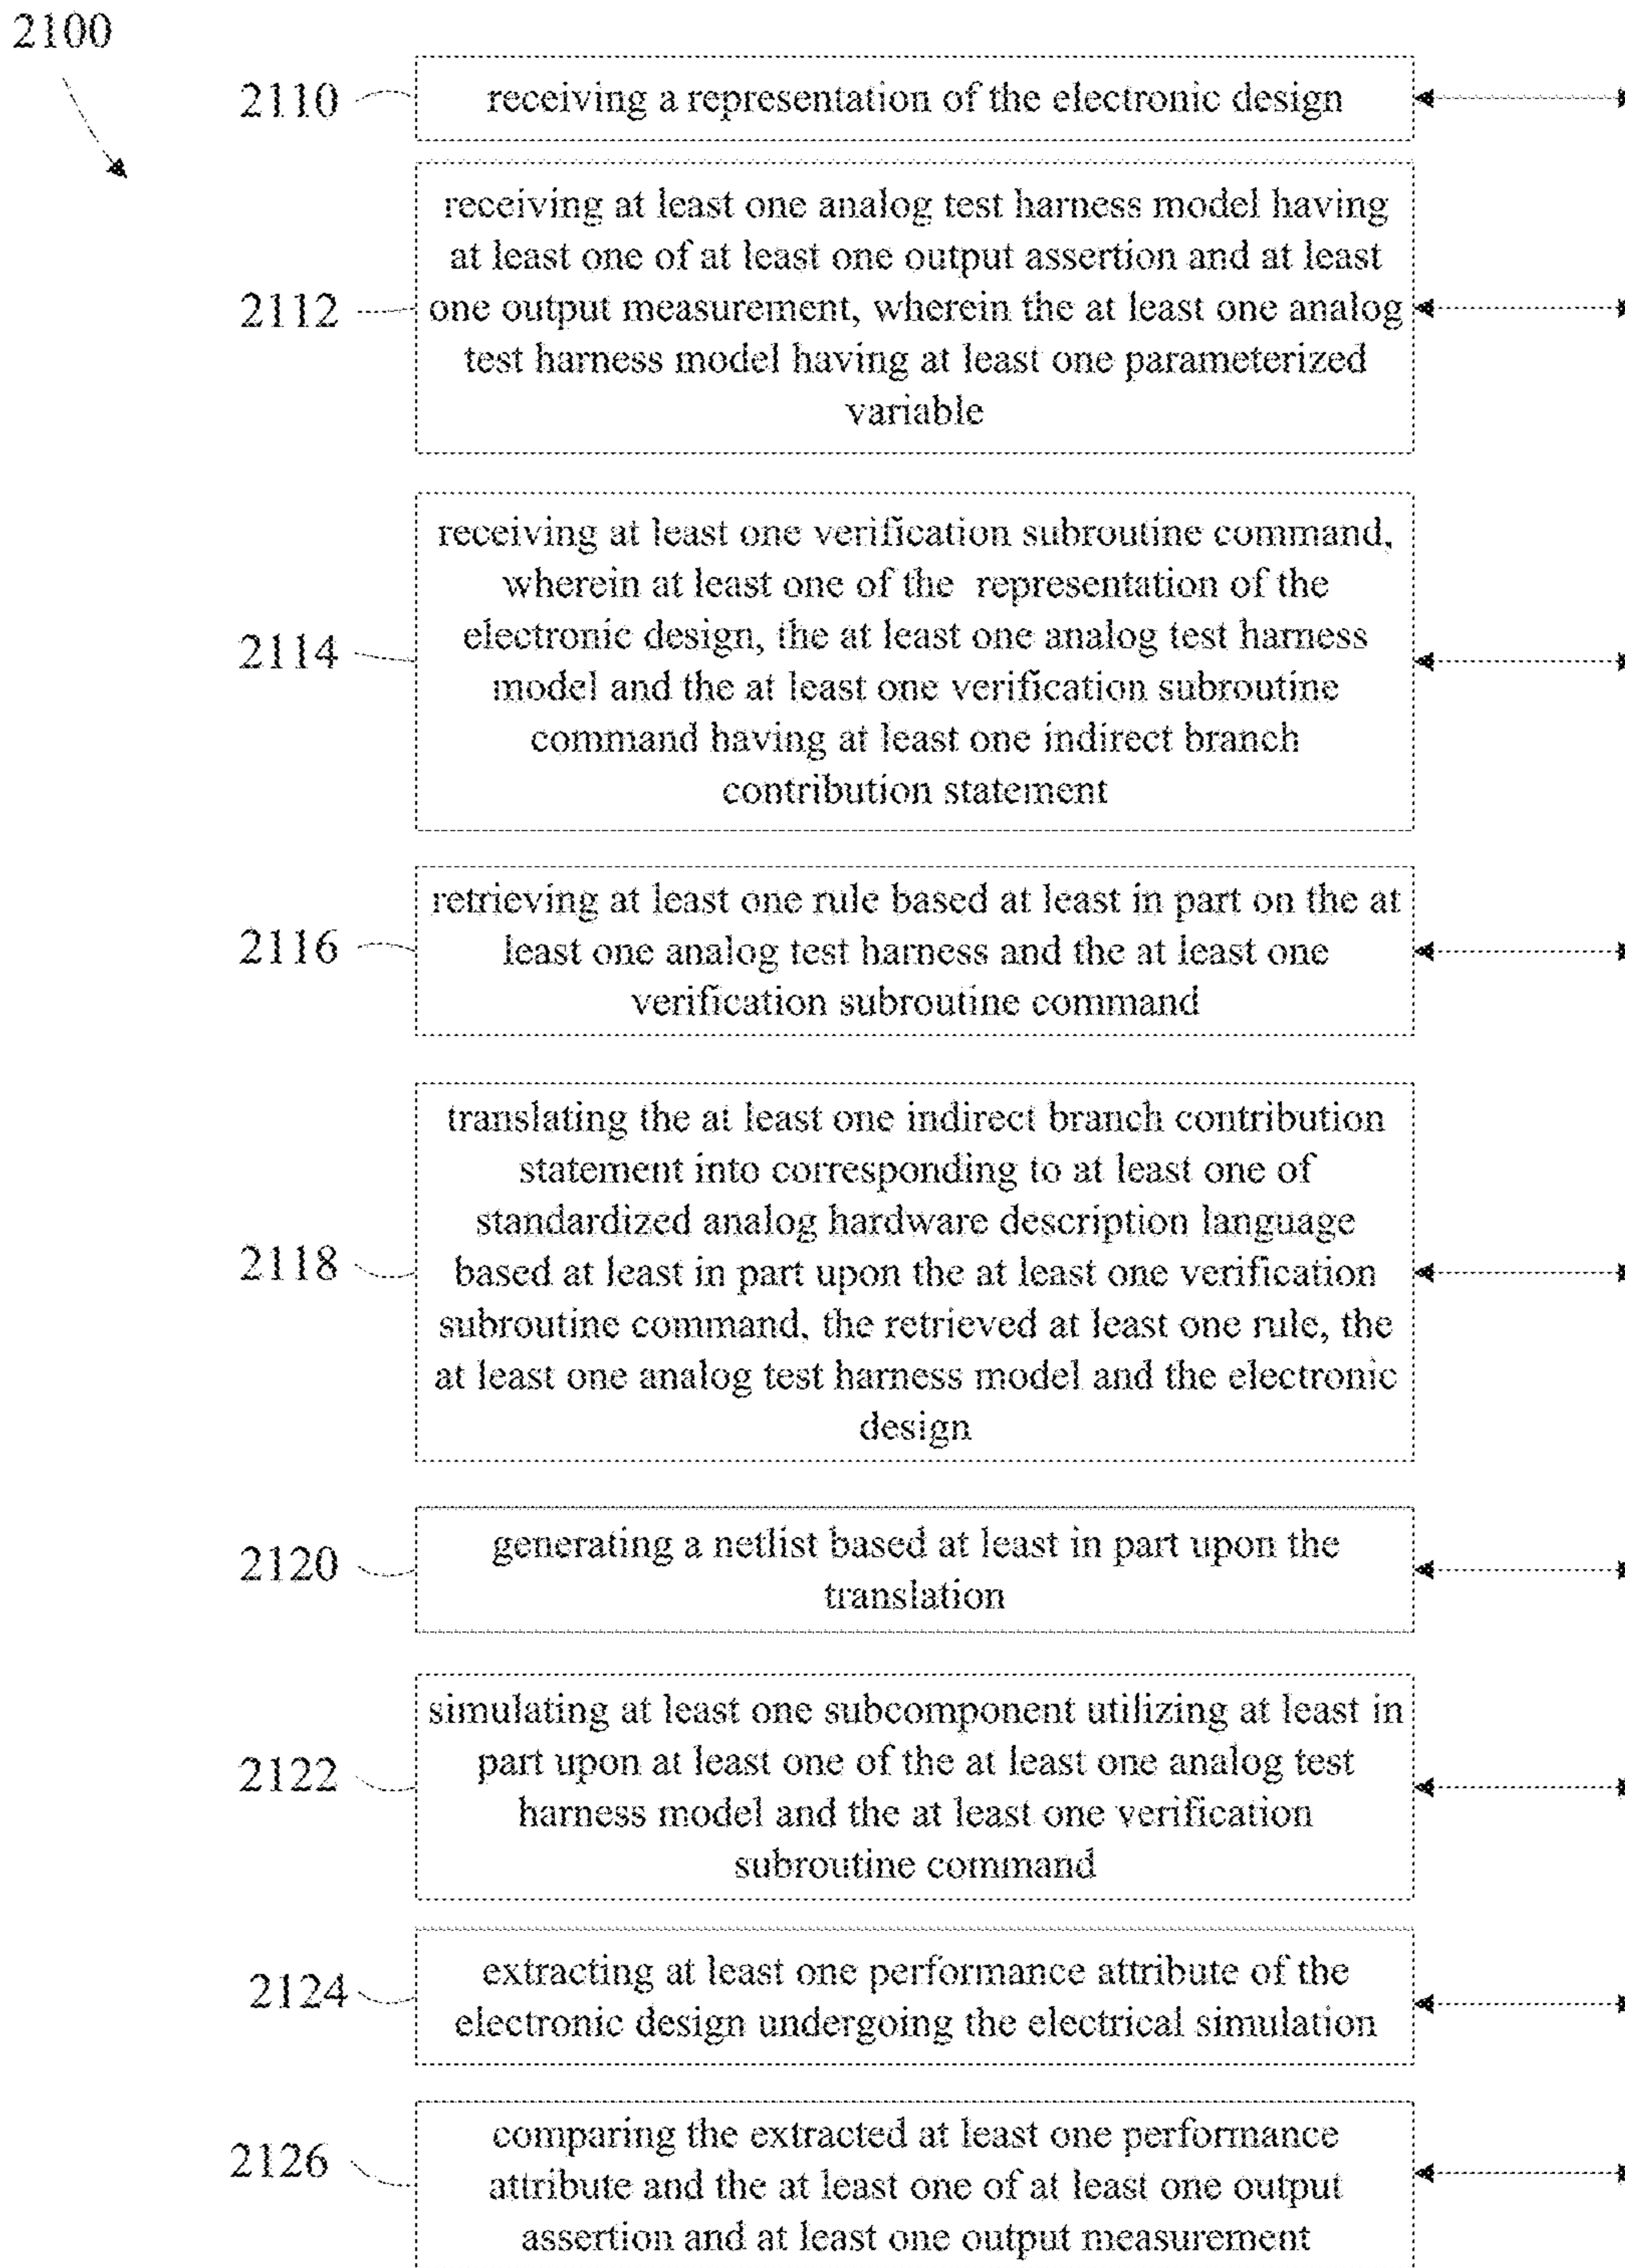 2100
2110
receiving a representation of the electronic design
2112
receiving at least one analog test harness model having
at least one of at least one output assertion and at least
one output measurement, wherein the at least one analog
test harness model having at least one parameterized
variable
2114
receiving at least one verification subroutine command,
wherein at least one of the representation of the
electronic design, the at least one analog test harness
model and the at least one verification subroutine
command having at least one indirect branch
contribution statement
2116
retrieving at least one rule based at least in part on the at
least one analog test harness and the at least one
verification subroutine command
2118
translating the at least one indirect branch contribution
statement into corresponding to at least one of
standardized analog hardware description language
based at least in part upon the at least one verification
subroutine command, the retrieved at least one rule, the
at least one analog test harness model and the electronic
design
2120
generating a netlist based at least in part upon the
translation
2122
simulating at least one subcomponent utilizing at least in
part upon at least one of the at least one analog test
harness model and the at least one verification
subroutine command
2124
extracting at least one performance attribute of the
electronic design undergoing the electrical simulation
2126
comparing the extracted at least one performance
attribute and the at least one of at least one output
assertion and at least one output measurement